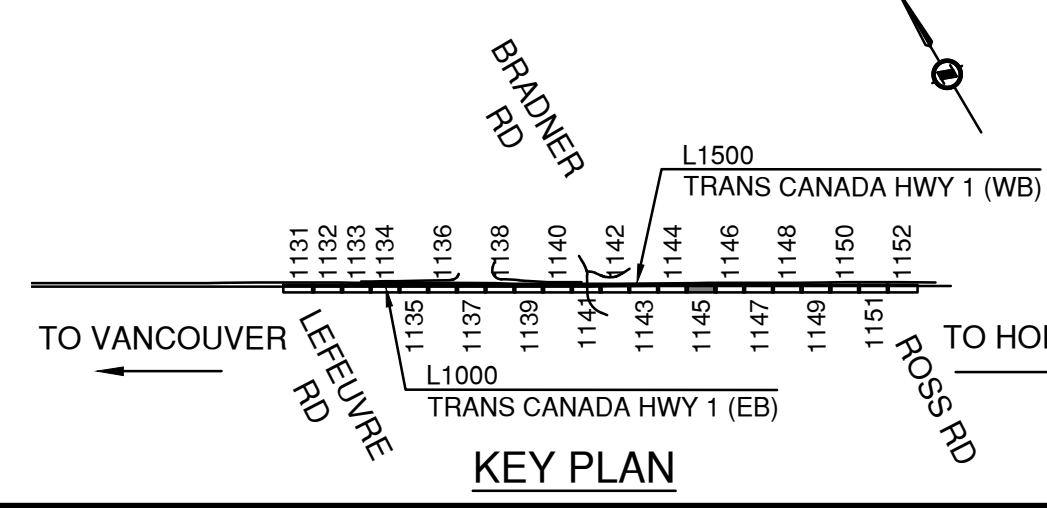 BRADNER
RD
L1500
TRANS CANADA HWY 1 (WB)
1131
1132
1133
1134
1136
1138
1140
1142
1144
1146
1148
1150
1152
1135
1137
1139
1141
1143
1145
1147
1149
1151
TO VANCOUVER
LEFEUVRE
RD
L1000
TRANS CANADA HWY 1 (EB)
ROSS RD
TO
KEY PLAN